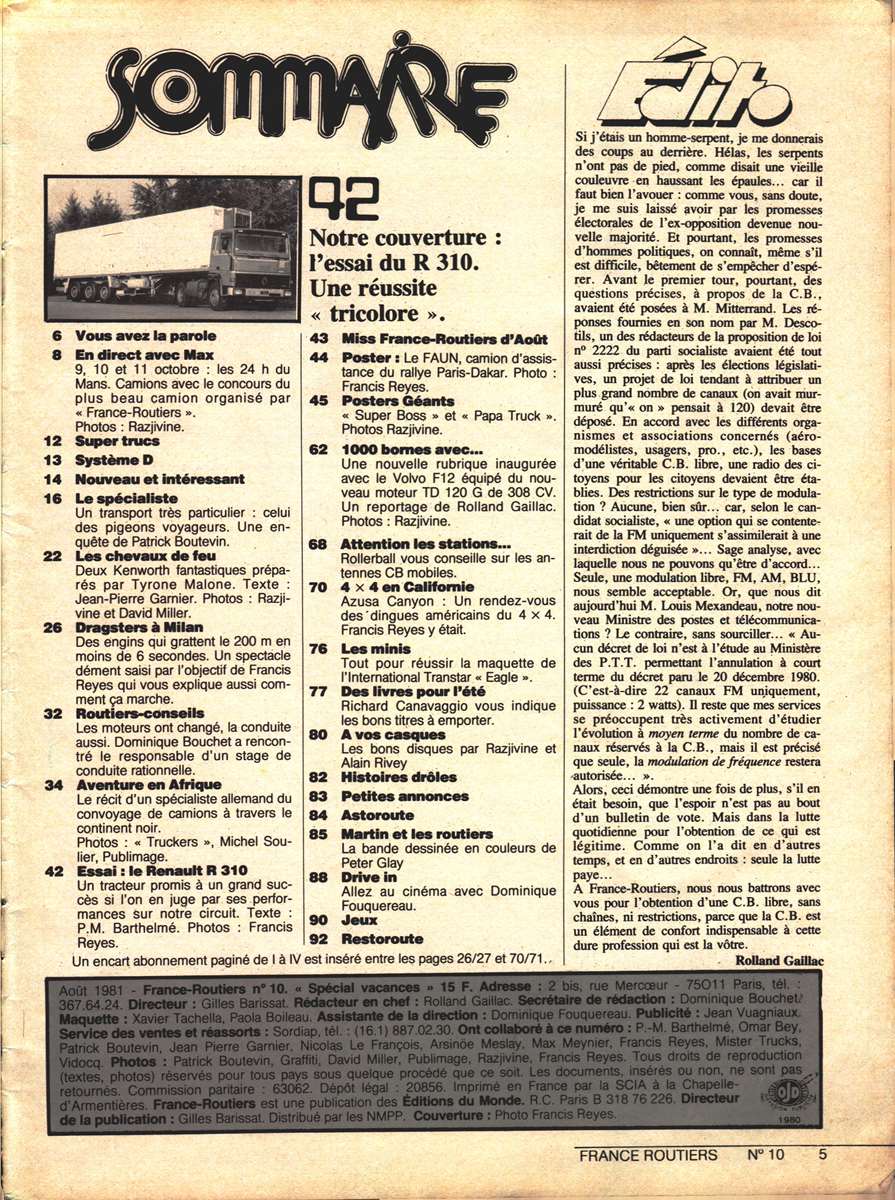 SOMMAIRE
42
Notre couverture :
l'essai du R 310.
Une réussite
« tricolore ».
6 Vous avez la parole
8 En direct avec Max
9, 10 et 11 octobre : les 24 h du
Mans. Camions avec le concours du
plus beau camion organisé par
« France-Routiers ».
Photos : Razjivine.
12 Super trucs
13 Système D
14 Nouveau et intéressant
16 Le spécialiste
Un transport très particulier : celui
des pigeons voyageurs. Une en-
quête de Patrick Boutevin.
22 Les chevaux de feu
Deux Kenworth fantastiques prépa-
rés par Tyrone Malone. Texte :
Jean-Pierre Garnier. Photos : Razji-
vine et David Miller.
26 Dragsters à Milan
Des engins qui grattent le 200 m en
moins de 6 secondes. Un spectacle
dément saisi par l'objectif de Francis
Reyes qui vous explique aussi com-
ment ça marche.
32 Routiers-conseils
Les moteurs ont changé, la conduite
aussi. Dominique Bouchet a rencon-
tré le responsable d'un stage de
conduite rationnelle.
34 Aventure en Afrique
Le récit d'un spécialiste allemand du
convoyage de camions à travers le
continent noir.
Photos : « Truckers », Michel Sou-
lier, Publimage.
42 Essai : le Renault R 310
Un tracteur promis à un grand suc-
cès si l'on en juge par ses perfor-
mances sur notre circuit. Texte :
P.M. Barthelmé. Photos : Francis
Reyes.
43 Miss France-Routiers d'Août
44 Poster : Le FAUN, camion d'assis-
tance du rallye Paris-Dakar. Photo :
Francis Reyes.
45 Posters Géants
« Super Boss » et « Papa Truck ».
Photos Razjivine.
62 1000 bornes avec...
Une nouvelle rubrique inaugurée
avec le Volvo F12 équipé du nou-
veau moteur TD 120 G de 308 CV.
Un reportage de Rolland Gaillac.
Photos : Razjivine.
68 Attention les stations...
Rollerball vous conseille sur les an-
tennes CB mobiles.
70 4 × 4 en Californie
Azusa Canyon : Un rendez-vous
des dingues américains du 4 × 4.
Francis Reyes y était.
76 Les minis
Tout pour réussir la maquette de
l'International Transtar « Eagle ».
77 Des livres pour l'été
Richard Canavaggio vous indique
les bons titres à emporter.
80 A vos casques
Les bons disques par Razjivine et
Alain Rivey
82 Histoires drôles
83 Petites annonces
84 Astoroute
85 Martin et les routiers
La bande dessinée en couleurs de
Peter Glay
88 Drive in
Allez au cinéma avec Dominique
Fouquereau.
90 Jeux
92 Restoroute
Un encart abonnement paginé de I à IV est inséré entre les pages 26/27 et 70/71.
Édito
Si j'étais un homme-serpent, je me donnerais
des coups au derrière. Hélas, les serpents
n'ont pas de pied, comme disait une vieille
couleuvre en haussant les épaules... car il
faut bien l'avouer : comme vous, sans doute,
je me suis laissé avoir par les promesses
électorales de l'ex-opposition devenue nou-
velle majorité. Et pourtant, les promesses
d'hommes politiques, on connaît, même s'il
est difficile, bêtement de s'empêcher d'espé-
rer. Avant le premier tour, pourtant, des
questions précises, à propos de la C.B.,
avaient été posées à M. Mitterrand. Les ré-
ponses fournies en son nom par M. Desco-
tils, un des rédacteurs de la proposition de loi
n° 2222 du parti socialiste avaient été tout
aussi précises : après les élections législati-
ves, un projet de loi tendant à attribuer un
plus grand nombre de canaux (on avait mur-
muré qu'« on » pensait à 120) devait être
déposé. En accord avec les différents orga-
nismes et associations concernés (aéro-
modélistes, usagers, pro., etc.), les bases
d'une véritable C.B. libre, une radio des ci-
toyens pour les citoyens devaient être éta-
blies. Des restrictions sur le type de modula-
tion ? Aucune, bien sûr... car, selon le can-
didat socialiste, « une option qui se contente-
rait de la FM uniquement s'assimilerait à une
interdiction déguisée »... Sage analyse, avec
laquelle nous ne pouvons qu'être d'accord...
Seule, une modulation libre, FM, AM, BLU,
nous semble acceptable. Or, que nous dit
aujourd'hui M. Louis Mexandeau, notre nou-
veau Ministre des postes et télécommunica-
tions ? Le contraire, sans sourciller... « Au-
cun décret de loi n'est à l'étude au Ministère
des P.T.T. permettant l'annulation à court
terme du décret paru le 20 décembre 1980.
(C'est-à-dire 22 canaux FM uniquement,
puissance : 2 watts). Il reste que mes services
se préoccupent très activement d'étudier
l'évolution à moyen terme du nombre de ca-
naux réservés à la C.B., mais il est précisé
que seule, la modulation de fréquence restera
autorisée... ».
Alors, ceci démontre une fois de plus, s'il en
était besoin, que l'espoir n'est pas au bout
d'un bulletin de vote. Mais dans la lutte
quotidienne pour l'obtention de ce qui est
légitime. Comme on l'a dit en d'autres
temps, et en d'autres endroits : seule la lutte
paye...
A France-Routiers, nous nous battrons avec
vous pour l'obtention d'une C.B. libre, sans
chaînes, ni restrictions, parce que la C.B. est
un élément de confort indispensable à cette
dure profession qui est la vôtre.
Rolland Gaillac
Août 1981 - France-Routiers n° 10. « Spécial vacances » 15 F. Adresse : 2 bis, rue Mercœur - 75011 Paris, tél. :
367.64.24. Directeur : Gilles Barissat. Rédacteur en chef : Rolland Gaillac. Secrétaire de rédaction : Dominique Bouchet.
Maquette : Xavier Tachella, Paola Boileau. Assistante de la direction : Dominique Fouquereau. Publicité : Jean Vuagniaux.
Service des ventes et réassorts : Sordiap, tél. : (16.1) 887.02.30. Ont collaboré à ce numéro : P.-M. Barthelmé, Omar Bey,
Patrick Boutevin, Jean Pierre Garnier, Nicolas Le François, Arsinöe Meslay, Max Meynier, Francis Reyes, Mister Trucks,
Vidocq. Photos : Patrick Boutevin, Graffiti, David Miller, Publimage, Razjivine, Francis Reyes. Tous droits de reproduction
(textes, photos) réservés pour tous pays sous quelque procédé que ce soit. Les documents, insérés ou non, ne sont pas
retournés. Commission paritaire : 63062. Dépôt légal : 20856. Imprimé en France par la SCIA à la Chapelle-
d'Armentières. France-Routiers est une publication des Éditions du Monde. R.C. Paris B 318 76 226. Directeur
de la publication : Gilles Barissat. Distribué par les NMPP. Couverture : Photo Francis Reyes.
OJD
1980
FRANCE ROUTIERS N° 10 5